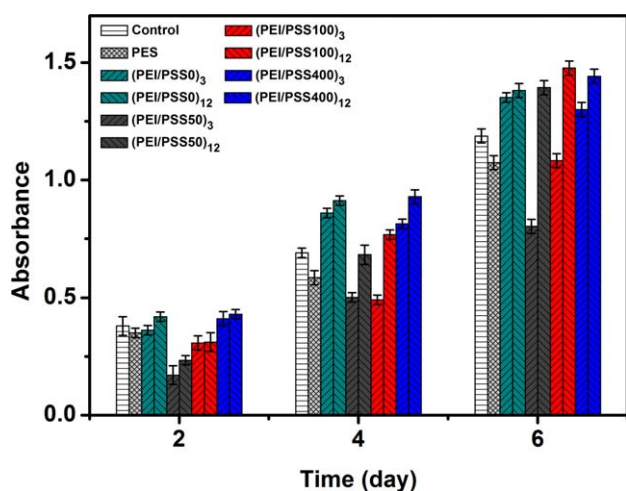 Control
PES
(PEI/PSS0)3
(PEI/PSS0)12
(PEI/PSS50)3
(PEI/PSS50)12
(PEI/PSS100)3
(PEI/PSS100)12
(PEI/PSS400)3
(PEI/PSS400)12
Absorbance
1.5
1.0
0.5
0.0
2 4 6
Time (day)